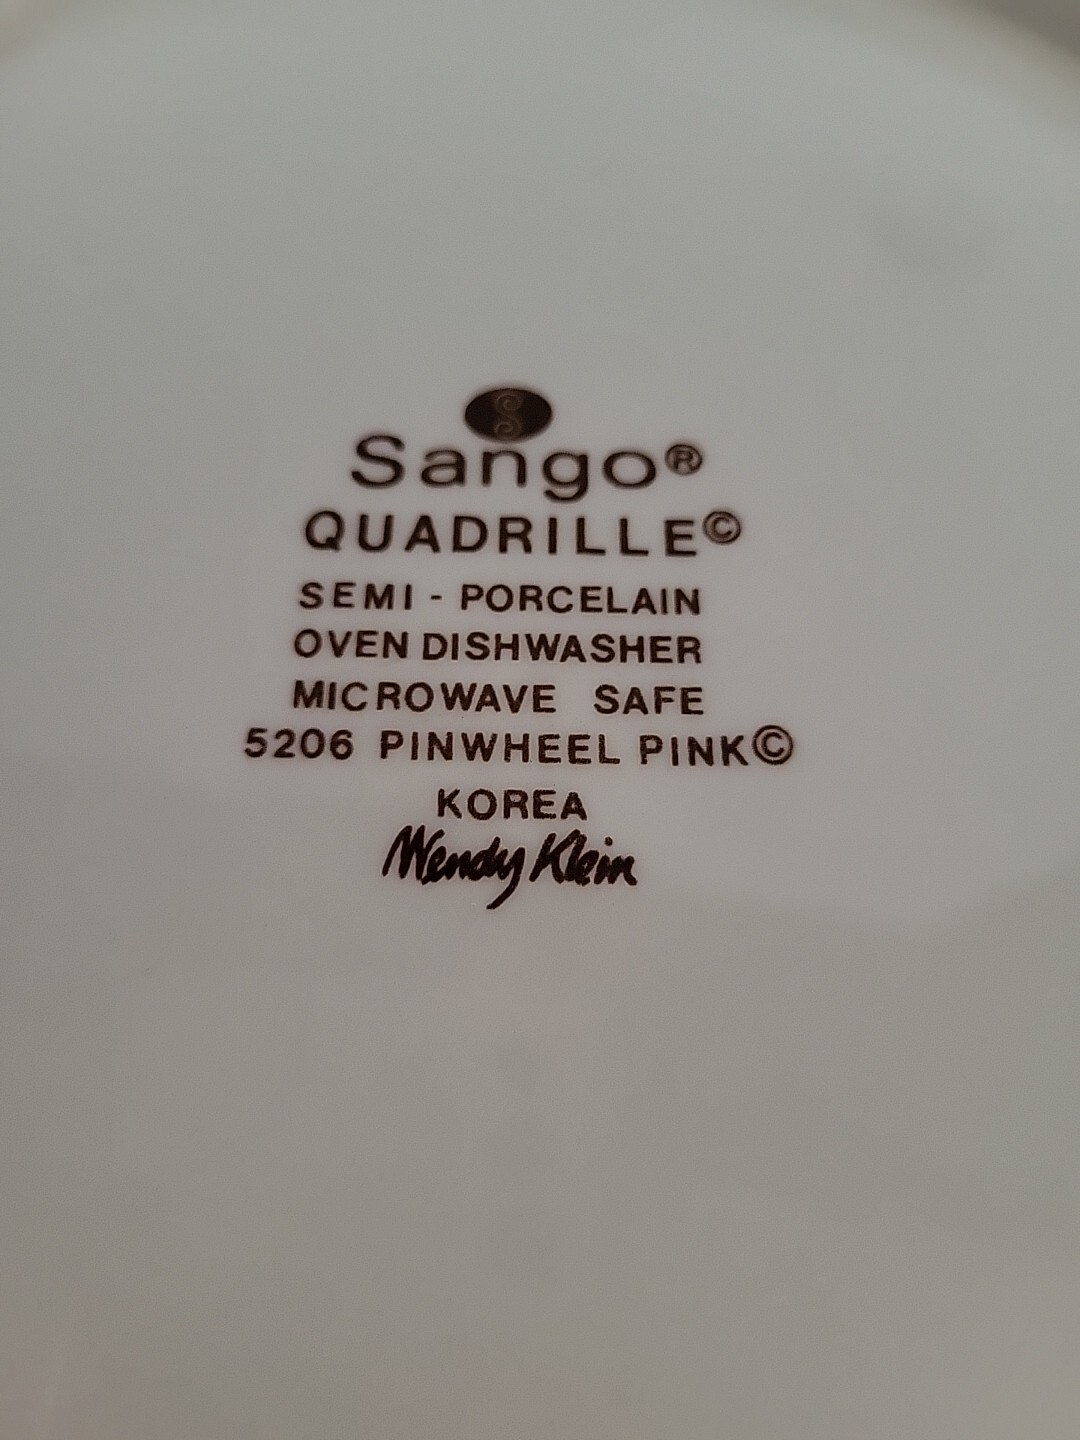 S
Sango®
QUADRILLE©
SEMI - PORCELAIN
OVEN DISHWASHER
MICROWAVE SAFE
5206 PINWHEEL PINK©
KOREA
Wendy Klein